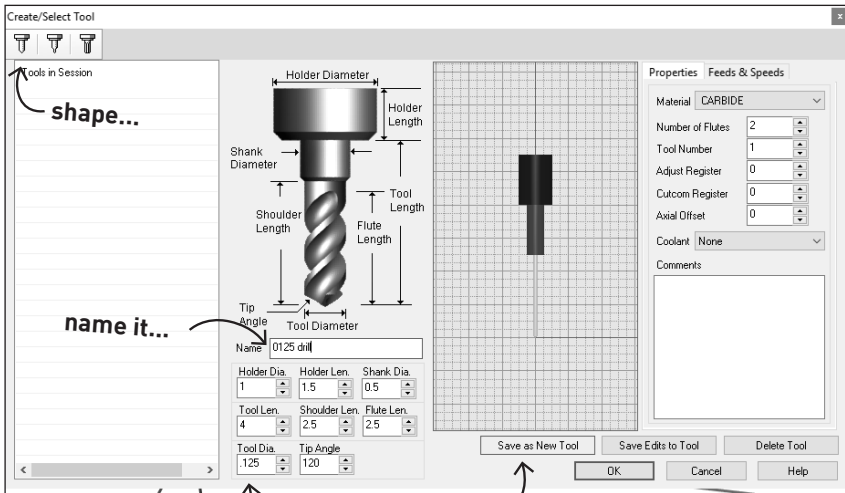 Create/Select Tool
x
Tools in Session
shape...
Holder Diameter
Holder
Length
Shank
Diameter
Tool
Length
Shoulder
Length
Flute
Length
Tip
Angle
Tool Diameter
name it...
Name 0125 drill
Holder Dia. Holder Len. Shank Dia.
1 1.5 0.5
Tool Len. Shoulder Len. Flute Len.
4 2.5 2.5
Tool Dia. Tip Angle
.125 120
Properties Feeds & Speeds
Material CARBIDE
Number of Flutes 2
Tool Number 1
Adjust Register 0
Cutcom Register 0
Axial Offset 0
Coolant None
Comments
Save as New Tool Save Edits to Tool Delete Tool
OK Cancel Help